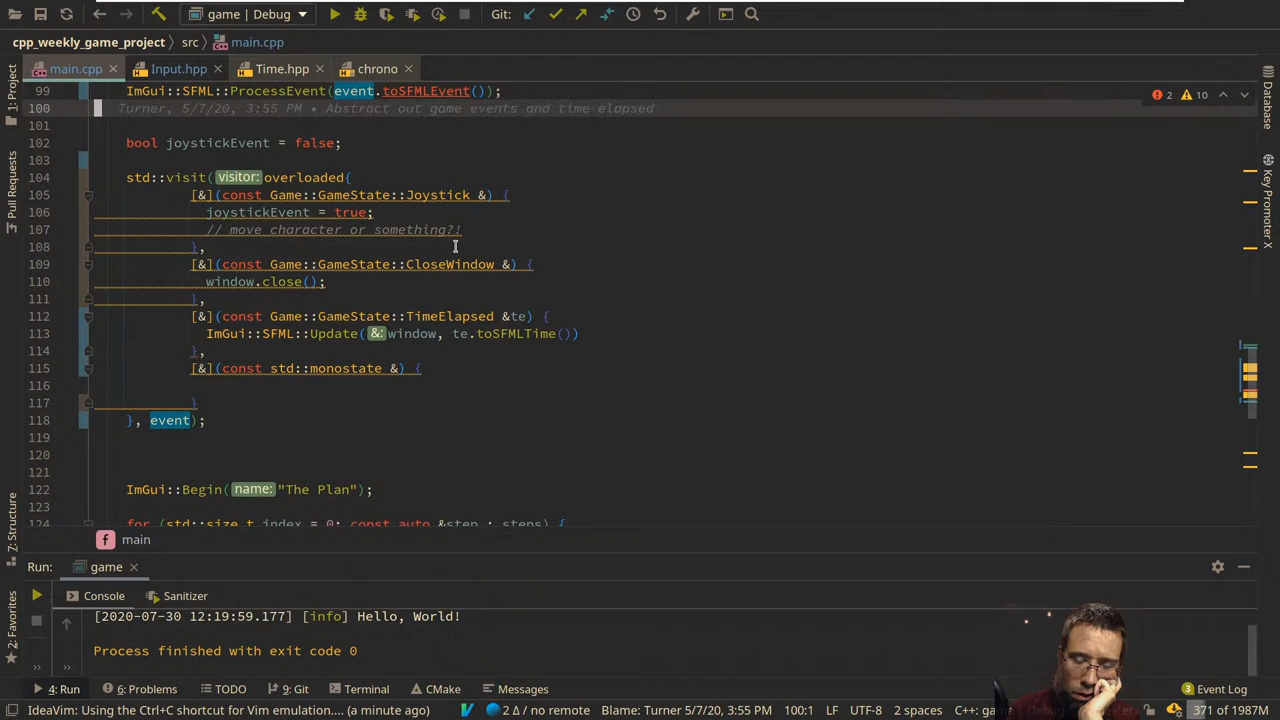 game | Debug
Git:
cpp_weekly_game_project src main.cpp
main.cpp Input.hpp Time.hpp chrono
1: Project
Pull Requests
7: Structure
2: Favorites
Database
Key Promoter X
2 10
99 ImGui::SFML::ProcessEvent(event.toSFMLEvent());
100 Turner, 5/7/20, 3:55 PM • Abstract out game events and time elapsed
101
102 bool joystickEvent = false;
103
104 std::visit( visitor: overloaded{
105 [&](const Game::GameState::Joystick &) {
106 joystickEvent = true;
107 // move character or something?!
108 },
109 [&](const Game::GameState::CloseWindow &) {
110 window.close();
111 },
112 [&](const Game::GameState::TimeElapsed &te) {
113 ImGui::SFML::Update( &: window, te.toSFMLTime())
114 },
115 [&](const std::monostate &) {
116
117 }
118 }, event);
119
120
121
122 ImGui::Begin( name: "The Plan");
123
124 for (std::size_t index = 0; const auto &step : steps) {
f main
Run: game
Console Sanitizer
[2020-07-30 12:19:59.177] [info] Hello, World!
Process finished with exit code 0
4: Run 6: Problems TODO 9: Git Terminal CMake Messages 3 Event Log
IdeaVim: Using the Ctrl+C shortcut for Vim emulation.... (a minute ago) 2 Δ / no remote Blame: Turner 5/7/20, 3:55 PM 100:1 LF UTF-8 2 spaces C++: game | Debug 371 of 1987M